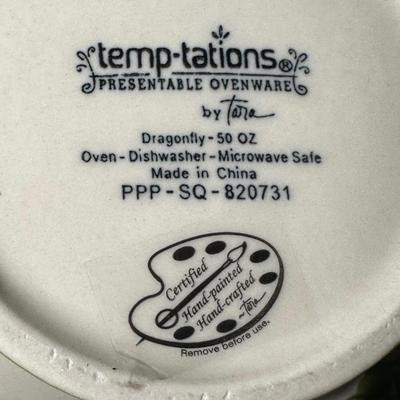 temp-tations®
PRESENTABLE OVENWARE
by Tara
Dragonfly - 50 OZ
Oven - Dishwasher - Microwave Safe
Made in China
PPP - SQ - 820731
Certified
Hand-painted
Hand-crafted
~Tara
Remove before use.